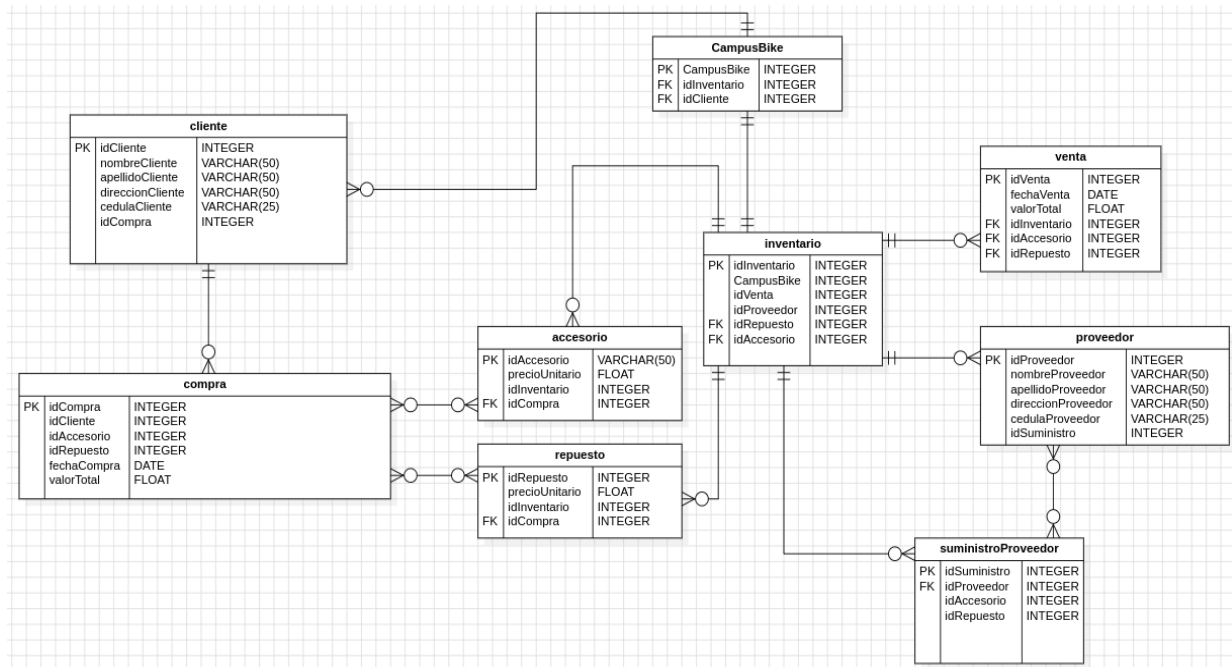 CampusBike
PK CampusBike INTEGER
FK idInventario INTEGER
FK idCliente INTEGER
cliente
PK idCliente INTEGER
nombreCliente VARCHAR(50)
apellidoCliente VARCHAR(50)
direccionCliente VARCHAR(50)
cedulaCliente VARCHAR(25)
idCompra INTEGER
venta
PK idVenta INTEGER
fechaVenta DATE
valorTotal FLOAT
FK idInventario INTEGER
FK idAccesorio INTEGER
FK idRepuesto INTEGER
inventario
PK idInventario INTEGER
CampusBike INTEGER
idVenta INTEGER
idProveedor INTEGER
FK idRepuesto INTEGER
FK idAccesorio INTEGER
accesorio
PK idAccesorio VARCHAR(50)
precioUnitario FLOAT
idInventario INTEGER
FK idCompra INTEGER
proveedor
PK idProveedor INTEGER
nombreProveedor VARCHAR(50)
apellidoProveedor VARCHAR(50)
direccionProveedor VARCHAR(50)
cedulaProveedor VARCHAR(25)
idSuministro INTEGER
compra
PK idCompra INTEGER
idCliente INTEGER
idAccesorio INTEGER
idRepuesto INTEGER
fechaCompra DATE
valorTotal FLOAT
repuesto
PK idRepuesto INTEGER
precioUnitario FLOAT
idInventario INTEGER
FK idCompra INTEGER
suministroProveedor
PK idSuministro INTEGER
FK idProveedor INTEGER
idAccesorio INTEGER
idRepuesto INTEGER